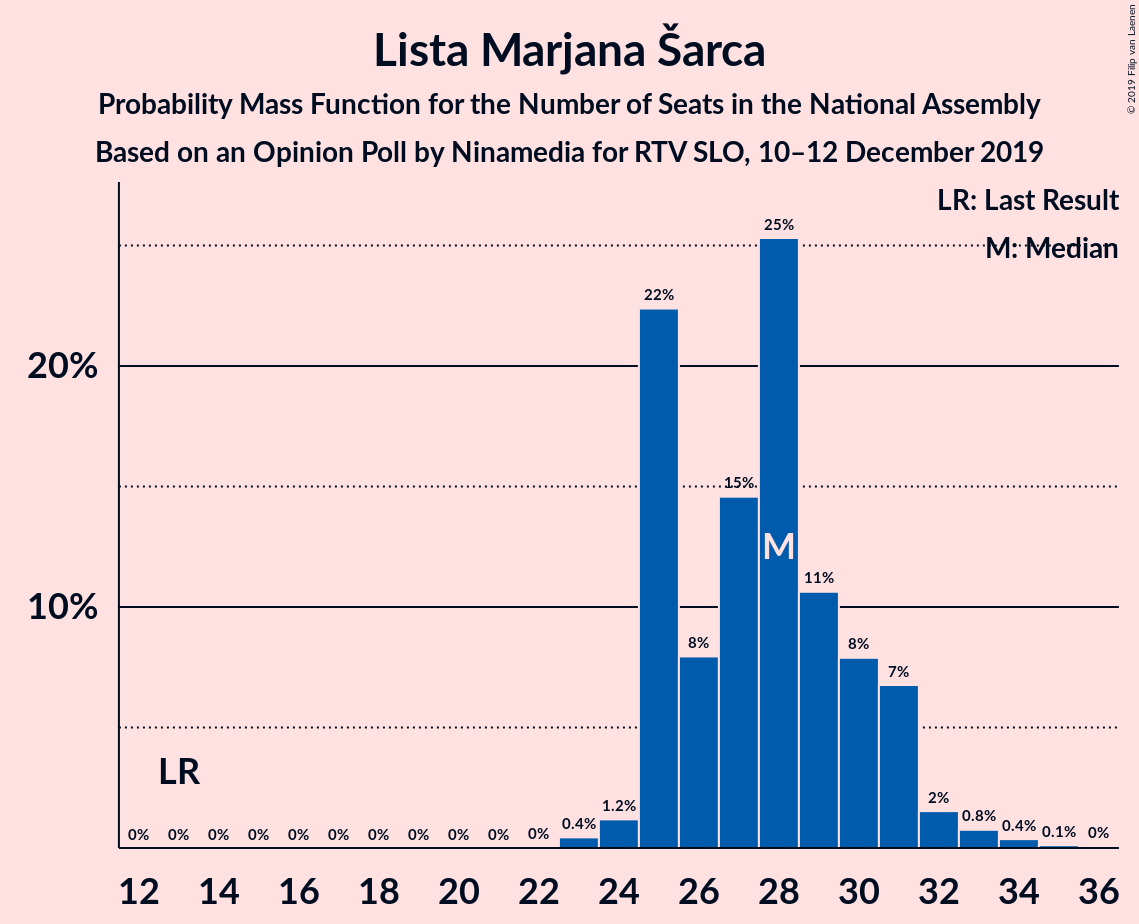 Lista Marjana Šarca
Probability Mass Function for the Number of Seats in the National Assembly
Based on an Opinion Poll by Ninamedia for RTV SLO, 10–12 December 2019
© 2019 Filip van Laenen
LR: Last Result
M: Median
20%
10%
0% 0% 0% 0% 0% 0% 0% 0% 0% 0% 0% 0.4% 1.2% 22% 8% 15% 25% 11% 8% 7% 2% 0.8% 0.4% 0.1% 0%
LR
M
12 14 16 18 20 22 24 26 28 30 32 34 36